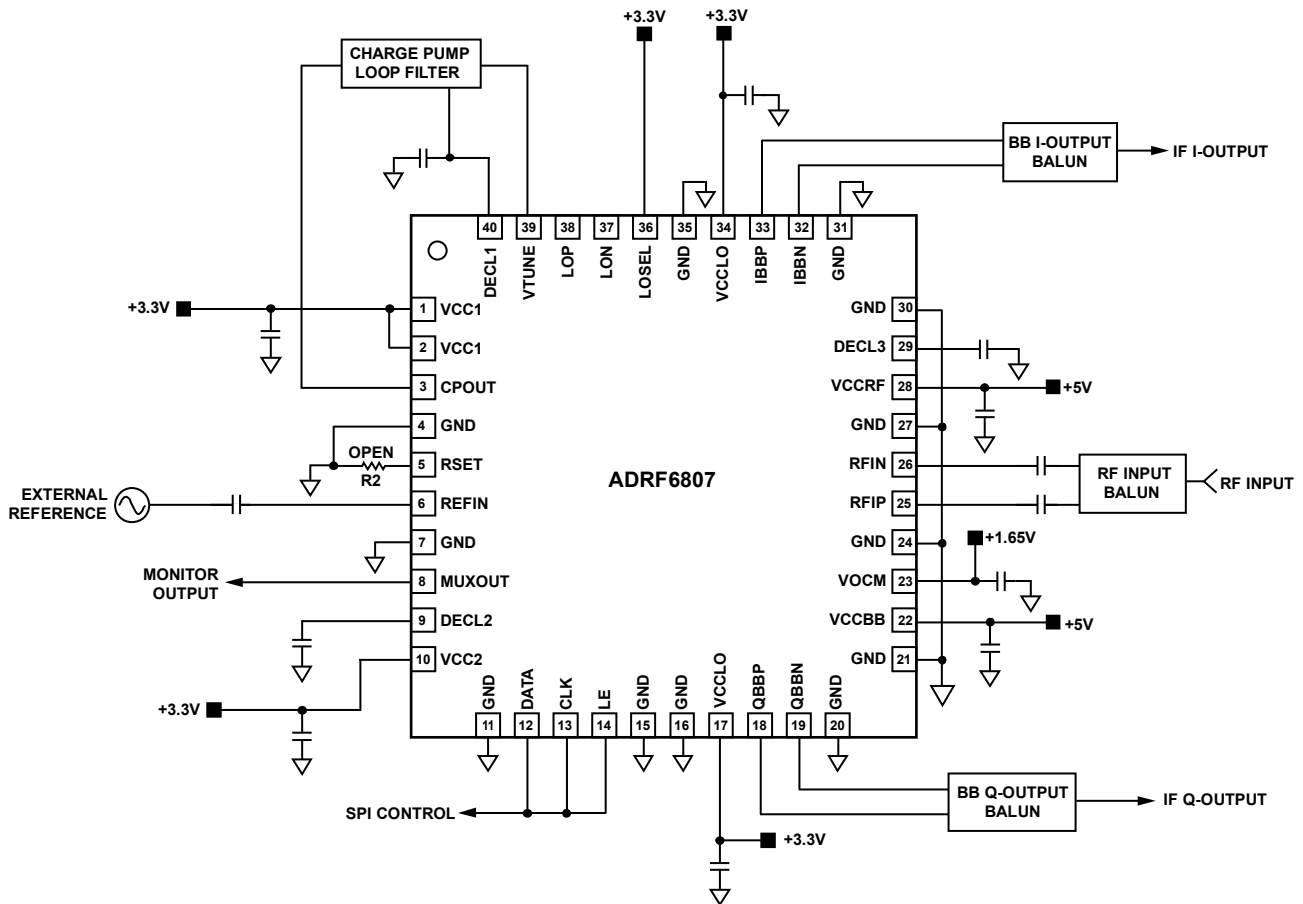 +3.3V
+3.3V
CHARGE PUMP
LOOP FILTER
BB I-OUTPUT
BALUN
IF I-OUTPUT
40
39
38
37
36
35
34
33
32
31
DECL1
VTUNE
LOP
LON
LOSEL
GND
VCCLO
IBBP
IBBN
GND
+3.3V
1
VCC1
2
VCC1
3
CPOUT
4
GND
OPEN
R2
5
RSET
EXTERNAL
REFERENCE
6
REFIN
7
GND
MONITOR
OUTPUT
8
MUXOUT
9
DECL2
10
VCC2
+3.3V
ADRF6807
GND
30
DECL3
29
VCCRF
28
+5V
GND
27
RFIN
26
RFIP
25
RF INPUT
BALUN
RF INPUT
GND
24
+1.65V
VOCM
23
VCCBB
22
+5V
GND
21
GND
DATA
CLK
LE
GND
GND
VCCLO
QBBP
QBBN
GND
11
12
13
14
15
16
17
18
19
20
SPI CONTROL
+3.3V
BB Q-OUTPUT
BALUN
IF Q-OUTPUT